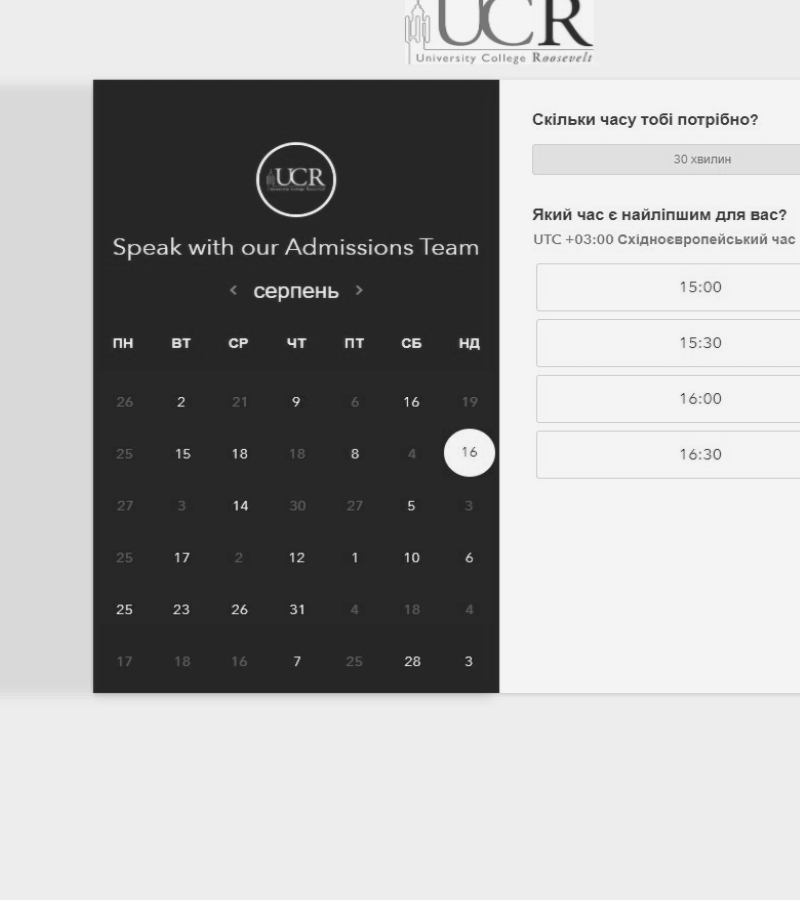 UCR
University College Roosevelt
UCR
Speak with our Admissions Team
< серпень >
ПН ВТ СР ЧТ ПТ СБ НД
26 2 21 9 6 16 19
25 15 18 18 8 4 16
27 3 14 30 27 5 3
25 17 2 12 1 10 6
25 23 26 31 4 18 4
17 18 16 7 25 28 3
Скільки часу тобі потрібно?
30 хвилин
Який час є найліпшим для вас?
UTC +03:00 Східноєвропейський час
15:00
15:30
16:00
16:30